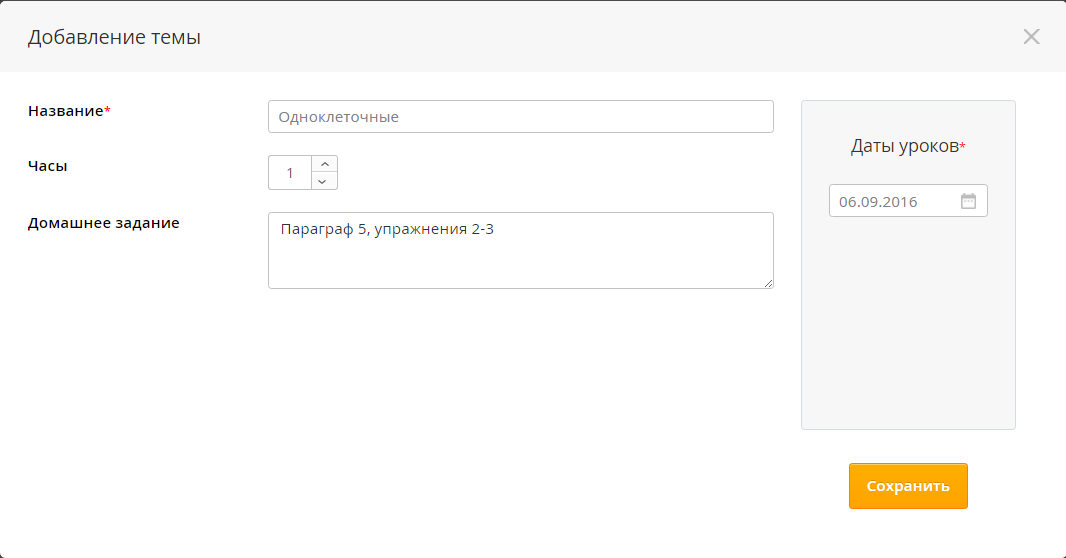 Добавление темы
Название*
Одноклеточные
Часы
1
Домашнее задание
Параграф 5, упражнения 2-3
Даты уроков*
06.09.2016
Сохранить